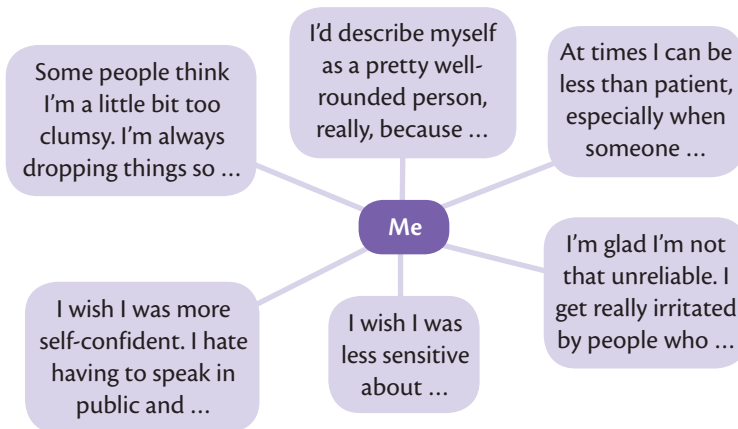 Some people think
I'm a little bit too
clumsy. I'm always
dropping things so ...
I'd describe myself
as a pretty well-
rounded person,
really, because ...
At times I can be
less than patient,
especially when
someone ...
Me
I wish I was more
self-confident. I hate
having to speak in
public and ...
I wish I was
less sensitive
about ...
I'm glad I'm not
that unreliable. I
get really irritated
by people who ...